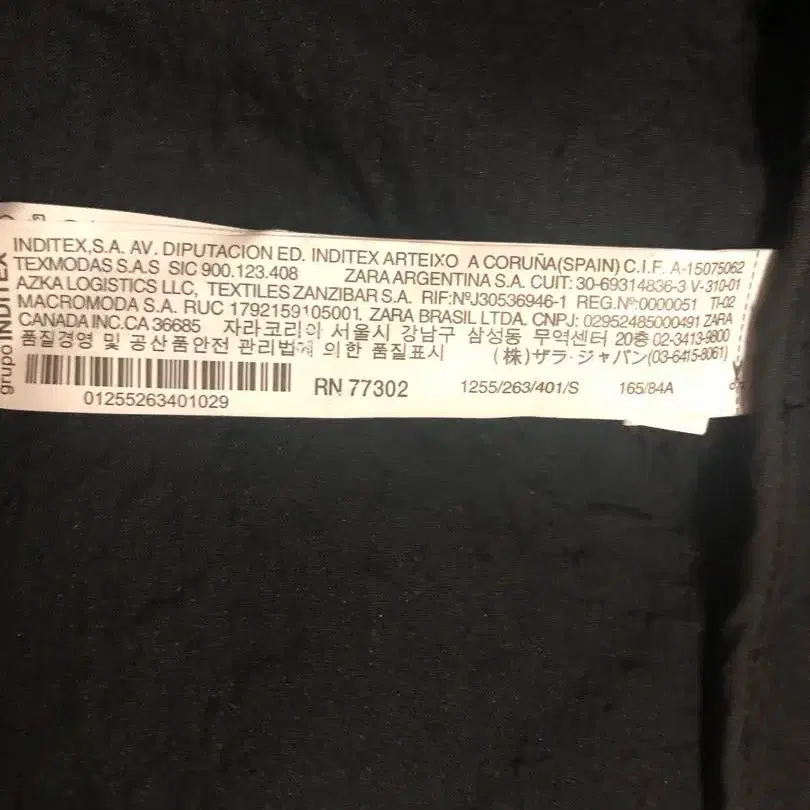 INDITEX,S.A. AV. DIPUTACION ED. INDITEX ARTEIXO A CORUÑA(SPAIN) C.I.F. A-15075062
TEXMODAS S.A.S SIC 900.123.408 ZARA ARGENTINA S.A. CUIT: 30-69314836-3 V-310-01
AZKA LOGISTICS LLC, TEXTILES ZANZIBAR S.A. RIF:NºJ30536946-1 REG.Nº:0000051 TI-02
MACROMODA S.A. RUC 1792159105001. ZARA BRASIL LTDA. CNPJ: 02952485000491 ZARA
CANADA INC.CA 36685 자라코리아 서울시 강남구 삼성동 무역센터 20층 02-3413-9800
품질경영 및 공산품안전 관리법에 의한 품질표시 (株)ザラ·ジャパン(03-6415-8061)
grupo INDITEX
RN 77302 1255/263/401/S 165/84A
01255263401029